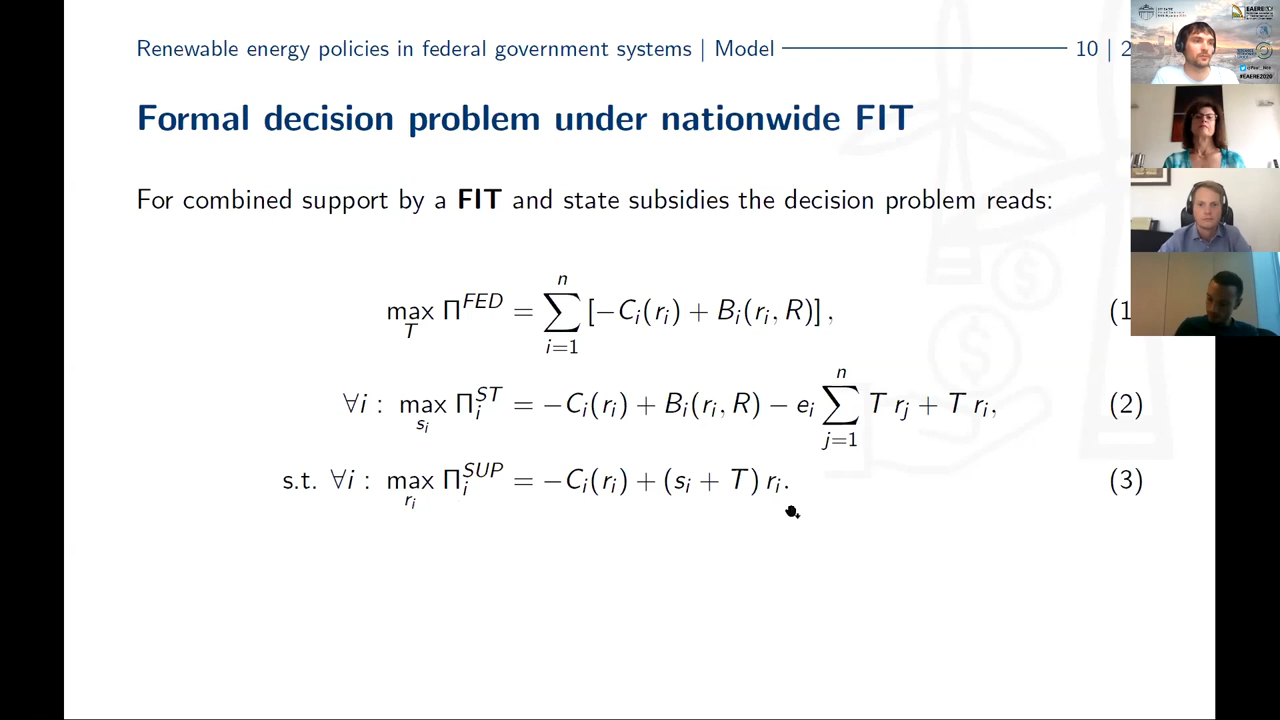 Renewable energy policies in federal government systems | Model
10 | 2
Formal decision problem under nationwide FIT
For combined support by a FIT and state subsidies the decision problem reads:
max_T Π^{FED} = ∑_{i=1}^{n} [−C_i(r_i) + B_i(r_i, R)] , (1
∀i : max_{s_i} Π_i^{ST} = −C_i(r_i) + B_i(r_i, R) − e_i ∑_{j=1}^{n} T r_j + T r_i, (2)
s.t. ∀i : max_{r_i} Π_i^{SUP} = −C_i(r_i) + (s_i + T) r_i. (3)
EAERE
#EAERE2020